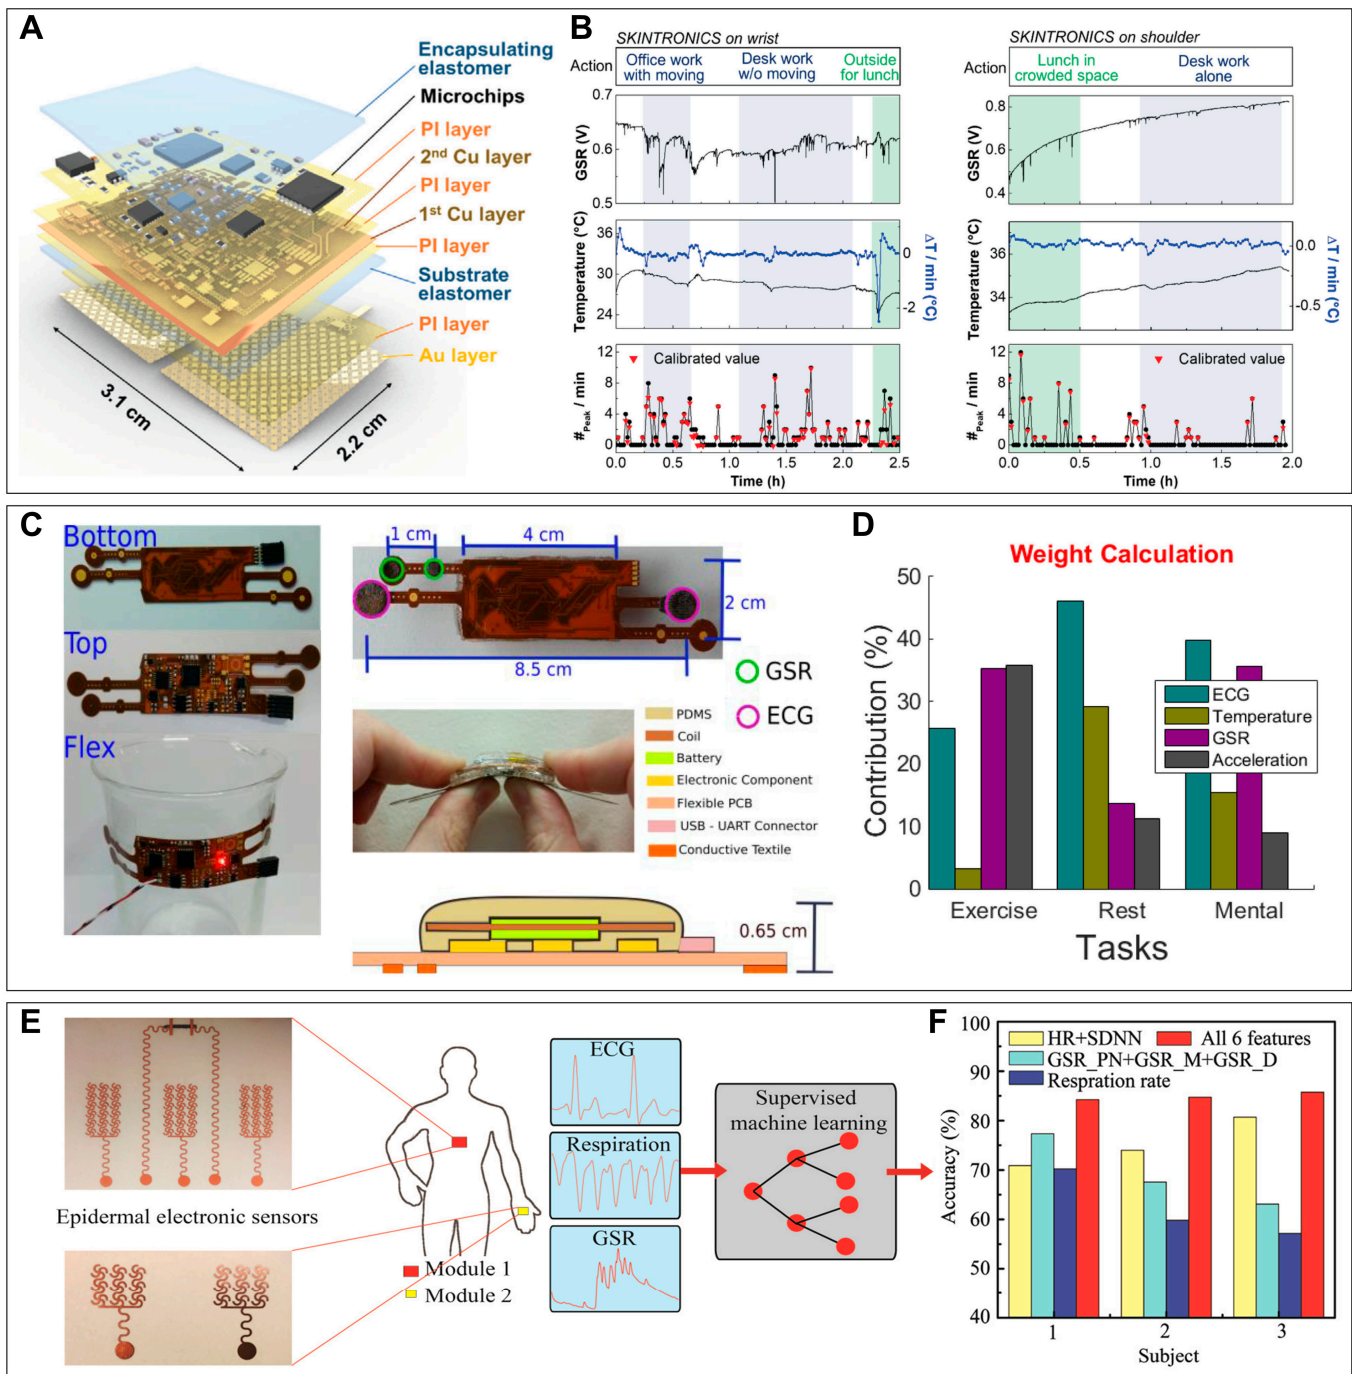 A
Encapsulating
elastomer
Microchips
PI layer
2nd Cu layer
PI layer
1st Cu layer
PI layer
Substrate
elastomer
PI layer
Au layer
3.1 cm
2.2 cm
B
SKINTRONICS on wrist
Action
Office work
with moving
Desk work
w/o moving
Outside
for lunch
0.7
0.6
0.5
GSR (V)
36
30
24
Temperature (°C)
0
-2
ΔT / min (°C)
12
8
4
0
#Peak / min
Calibrated value
0.0
0.5
1.0
1.5
2.0
2.5
Time (h)
SKINTRONICS on shoulder
Action
Lunch in
crowded space
Desk work
alone
0.8
0.6
0.4
GSR (V)
36
34
Temperature (°C)
0.0
-0.5
ΔT / min (°C)
12
8
4
0
#Peak / min
Calibrated value
0.0
0.5
1.0
1.5
2.0
Time (h)
C
Bottom
Top
Flex
1 cm
4 cm
2 cm
8.5 cm
GSR
ECG
PDMS
Coil
Battery
Electronic Component
Flexible PCB
USB - UART Connector
Conductive Textile
0.65 cm
D
Weight Calculation
50
40
30
20
10
0
Contribution (%)
ECG
Temperature
GSR
Acceleration
Exercise
Rest
Mental
Tasks
E
Epidermal electronic sensors
Module 1
Module 2
ECG
Respiration
GSR
Supervised
machine learning
F
100
90
80
70
60
50
40
Accuracy (%)
HR+SDNN
All 6 features
GSR_PN+GSR_M+GSR_D
Respration rate
1
2
3
Subject